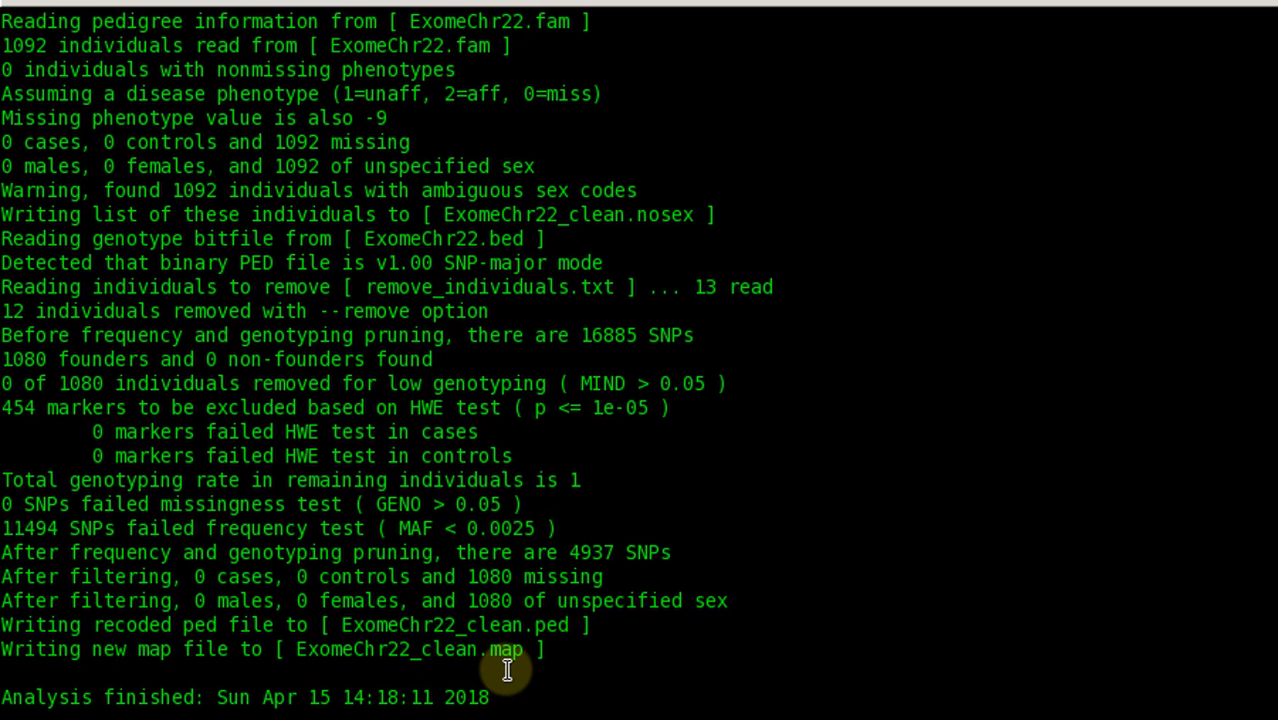 Reading pedigree information from [ ExomeChr22.fam ]
1092 individuals read from [ ExomeChr22.fam ]
0 individuals with nonmissing phenotypes
Assuming a disease phenotype (1=unaff, 2=aff, 0=miss)
Missing phenotype value is also -9
0 cases, 0 controls and 1092 missing
0 males, 0 females, and 1092 of unspecified sex
Warning, found 1092 individuals with ambiguous sex codes
Writing list of these individuals to [ ExomeChr22_clean.nosex ]
Reading genotype bitfile from [ ExomeChr22.bed ]
Detected that binary PED file is v1.00 SNP-major mode
Reading individuals to remove [ remove_individuals.txt ] ... 13 read
12 individuals removed with --remove option
Before frequency and genotyping pruning, there are 16885 SNPs
1080 founders and 0 non-founders found
0 of 1080 individuals removed for low genotyping ( MIND > 0.05 )
454 markers to be excluded based on HWE test ( p <= 1e-05 )
0 markers failed HWE test in cases
0 markers failed HWE test in controls
Total genotyping rate in remaining individuals is 1
0 SNPs failed missingness test ( GENO > 0.05 )
11494 SNPs failed frequency test ( MAF < 0.0025 )
After frequency and genotyping pruning, there are 4937 SNPs
After filtering, 0 cases, 0 controls and 1080 missing
After filtering, 0 males, 0 females, and 1080 of unspecified sex
Writing recoded ped file to [ ExomeChr22_clean.ped ]
Writing new map file to [ ExomeChr22_clean.map ]
Analysis finished: Sun Apr 15 14:18:11 2018